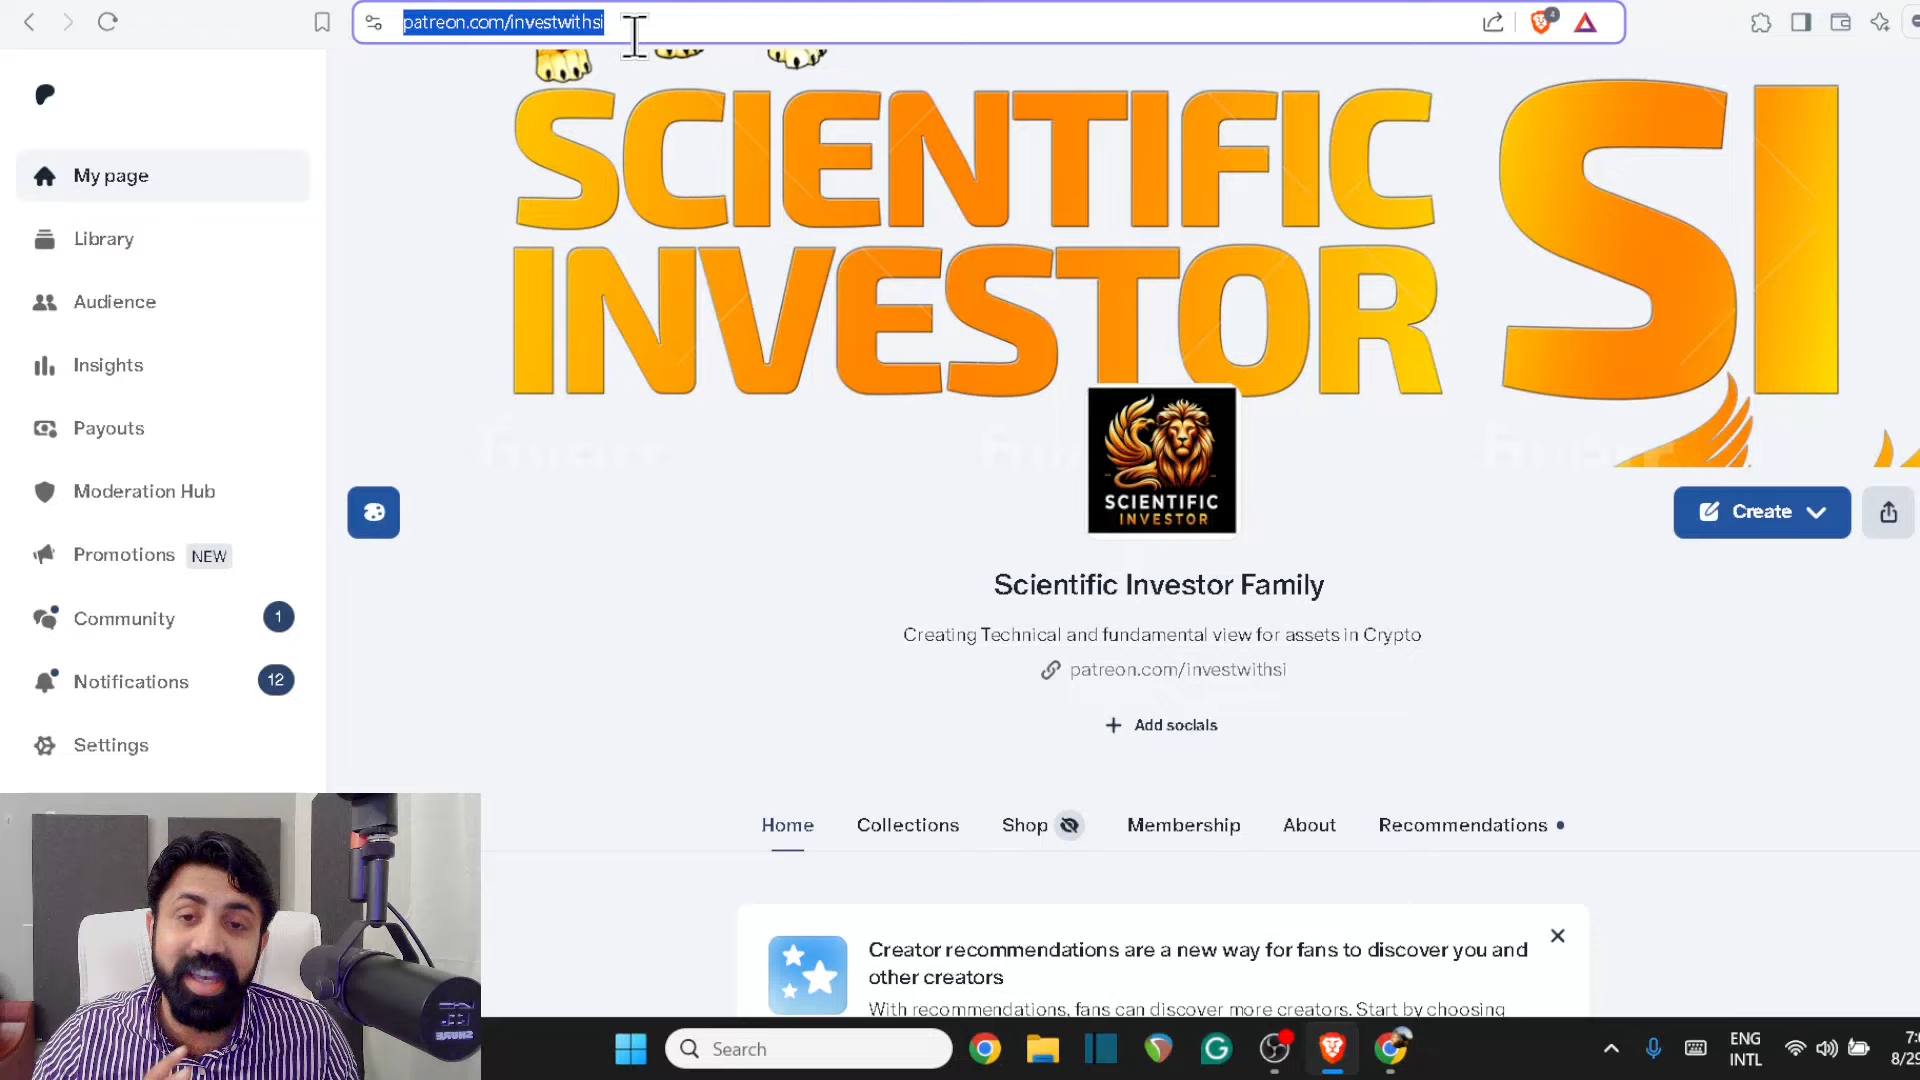 patreon.com/investwithsi
4
SCIENTIFIC
INVESTOR
SI
My page
Library
Audience
Insights
Payouts
Moderation Hub
Promotions NEW
Community 1
Notifications 12
Settings
SCIENTIFIC
INVESTOR
Create
Scientific Investor Family
Creating Technical and fundamental view for assets in Crypto
patreon.com/investwithsi
+ Add socials
Home
Collections
Shop
Membership
About
Recommendations
Creator recommendations are a new way for fans to discover you and
other creators
With recommendations, fans can discover more creators. Start by choosing
Search
ENG
INTL